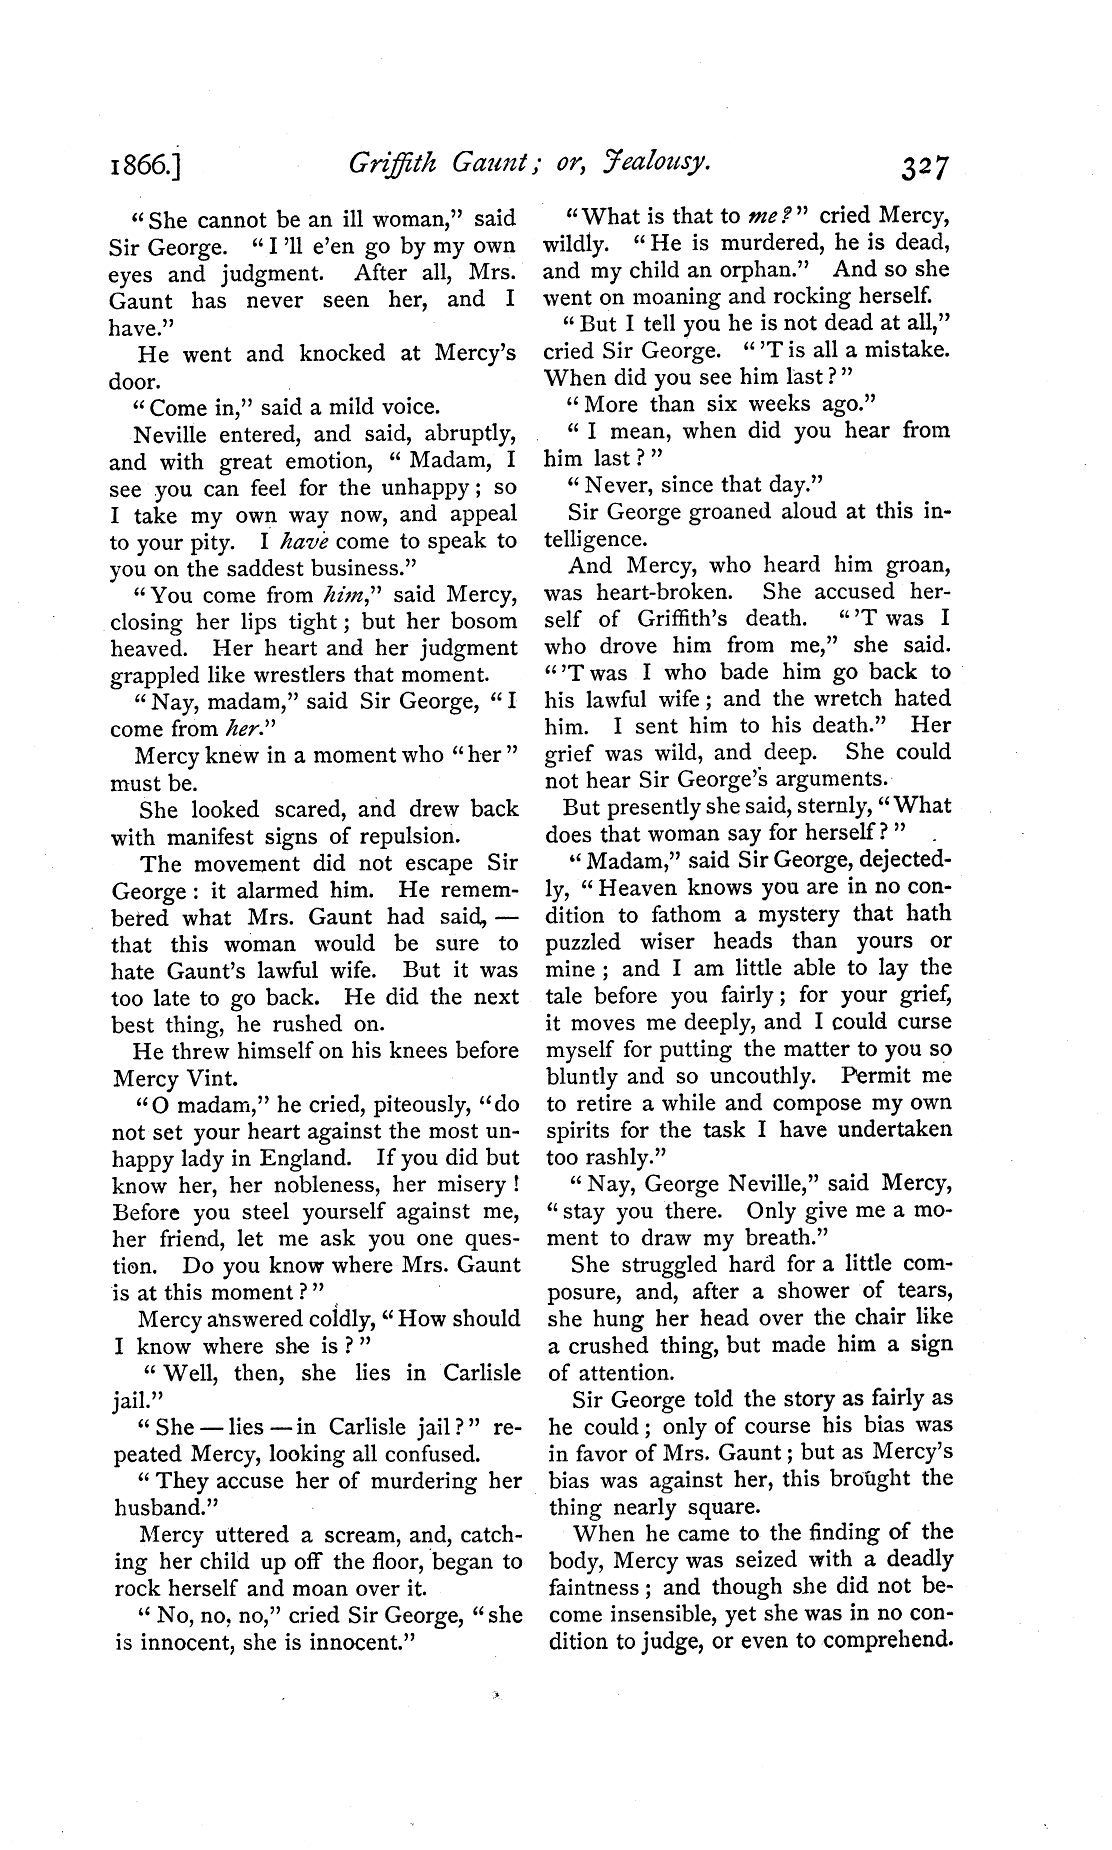 1866.] Griffith Gaunt; or, Jealousy. 327
“She cannot be an ill woman,” said
Sir George. “I 'll e'en go by my own
eyes and judgment. After all, Mrs.
Gaunt has never seen her, and I
have.”
He went and knocked at Mercy's
door.
“Come in,” said a mild voice.
Neville entered, and said, abruptly,
and with great emotion, “Madam, I
see you can feel for the unhappy; so
I take my own way now, and appeal
to your pity. I have come to speak to
you on the saddest business.”
“You come from him,” said Mercy,
closing her lips tight; but her bosom
heaved. Her heart and her judgment
grappled like wrestlers that moment.
“Nay, madam,” said Sir George, “I
come from her.”
Mercy knew in a moment who “her”
must be.
She looked scared, and drew back
with manifest signs of repulsion.
The movement did not escape Sir
George: it alarmed him. He remem-
bered what Mrs. Gaunt had said, —
that this woman would be sure to
hate Gaunt's lawful wife. But it was
too late to go back. He did the next
best thing, he rushed on.
He threw himself on his knees before
Mercy Vint.
“O madam,” he cried, piteously, “do
not set your heart against the most un-
happy lady in England. If you did but
know her, her nobleness, her misery!
Before you steel yourself against me,
her friend, let me ask you one ques-
tion. Do you know where Mrs. Gaunt
is at this moment?”
Mercy answered coldly, “How should
I know where she is?”
“Well, then, she lies in Carlisle
jail.”
“She — lies — in Carlisle jail?” re-
peated Mercy, looking all confused.
“They accuse her of murdering her
husband.”
Mercy uttered a scream, and, catch-
ing her child up off the floor, began to
rock herself and moan over it.
“No, no, no,” cried Sir George, “she
is innocent, she is innocent.”
“What is that to me?” cried Mercy,
wildly. “He is murdered, he is dead,
and my child an orphan.” And so she
went on moaning and rocking herself.
“But I tell you he is not dead at all,”
cried Sir George. “'T is all a mistake.
When did you see him last?”
“More than six weeks ago.”
“I mean, when did you hear from
him last?”
“Never, since that day.”
Sir George groaned aloud at this in-
telligence.
And Mercy, who heard him groan,
was heart-broken. She accused her-
self of Griffith's death. “'T was I
who drove him from me,” she said.
“'T was I who bade him go back to
his lawful wife; and the wretch hated
him. I sent him to his death.” Her
grief was wild, and deep. She could
not hear Sir George's arguments.
But presently she said, sternly, “What
does that woman say for herself?”
“Madam,” said Sir George, dejected-
ly, “Heaven knows you are in no con-
dition to fathom a mystery that hath
puzzled wiser heads than yours or
mine; and I am little able to lay the
tale before you fairly; for your grief,
it moves me deeply, and I could curse
myself for putting the matter to you so
bluntly and so uncouthly. Permit me
to retire a while and compose my own
spirits for the task I have undertaken
too rashly.”
“Nay, George Neville,” said Mercy,
“stay you there. Only give me a mo-
ment to draw my breath.”
She struggled hard for a little com-
posure, and, after a shower of tears,
she hung her head over the chair like
a crushed thing, but made him a sign
of attention.
Sir George told the story as fairly as
he could; only of course his bias was
in favor of Mrs. Gaunt; but as Mercy's
bias was against her, this brought the
thing nearly square.
When he came to the finding of the
body, Mercy was seized with a deadly
faintness; and though she did not be-
come insensible, yet she was in no con-
dition to judge, or even to comprehend.